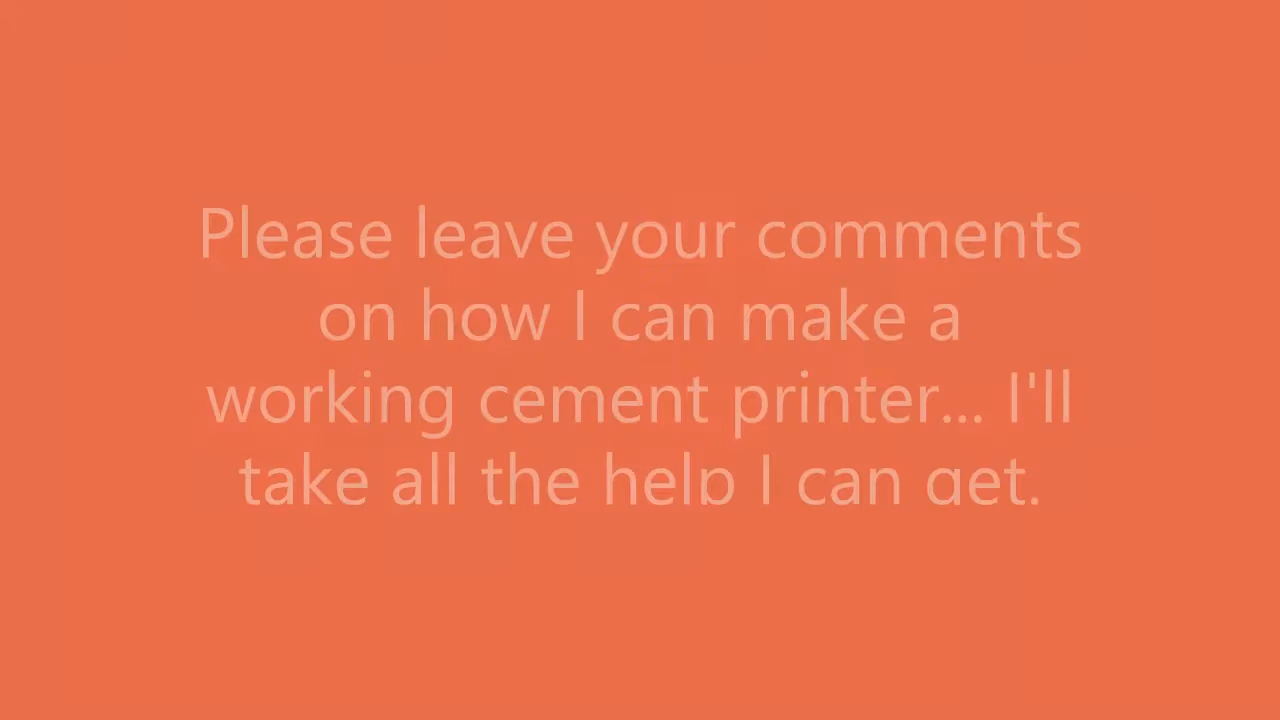 Please leave your comments
on how I can make a
working cement printer... I'll
take all the help I can get.